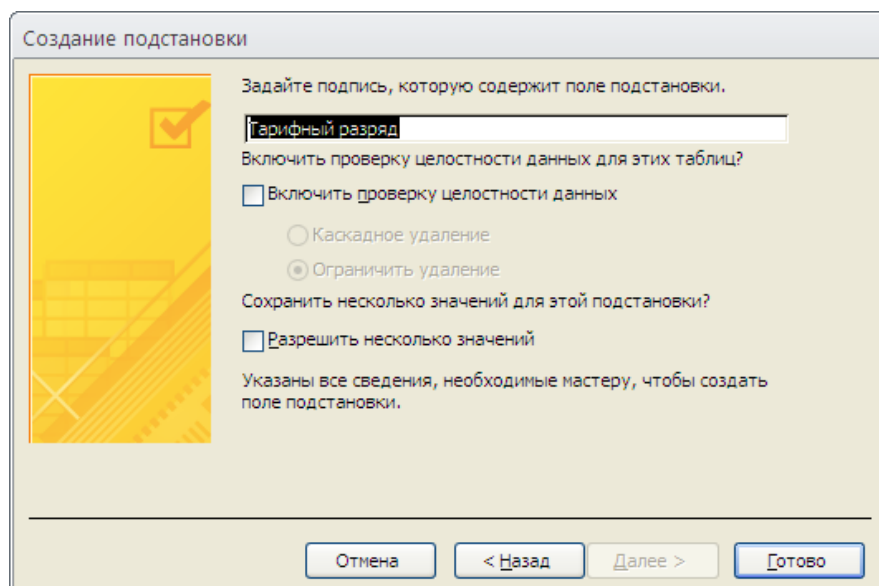 Создание подстановки
Задайте подпись, которую содержит поле подстановки.
Тарифный разряд
Включить проверку целостности данных для этих таблиц?
Включить проверку целостности данных
Каскадное удаление
Ограничить удаление
Сохранить несколько значений для этой подстановки?
Разрешить несколько значений
Указаны все сведения, необходимые мастеру, чтобы создать
поле подстановки.
Отмена < Назад Далее > Готово